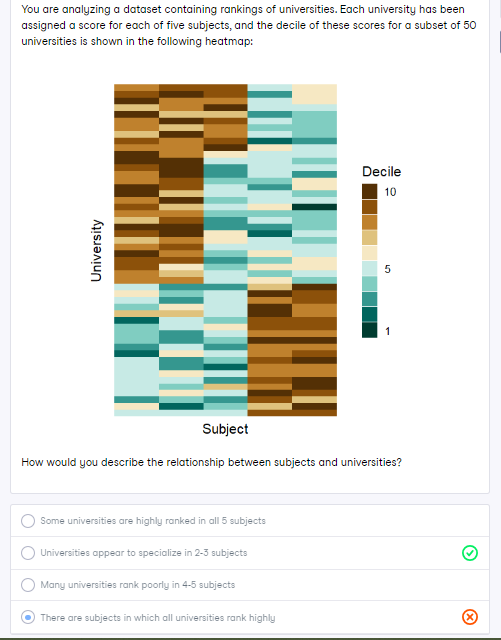 You are analyzing a dataset containing rankings of universities. Each university has been
assigned a score for each of five subjects, and the decile of these scores for a subset of 50
universities is shown in the following heatmap:
Decile
10
5
1
University
Subject
How would you describe the relationship between subjects and universities?
Some universities are highly ranked in all 5 subjects
Universities appear to specialize in 2-3 subjects
Many universities rank poorly in 4-5 subjects
There are subjects in which all universities rank highly